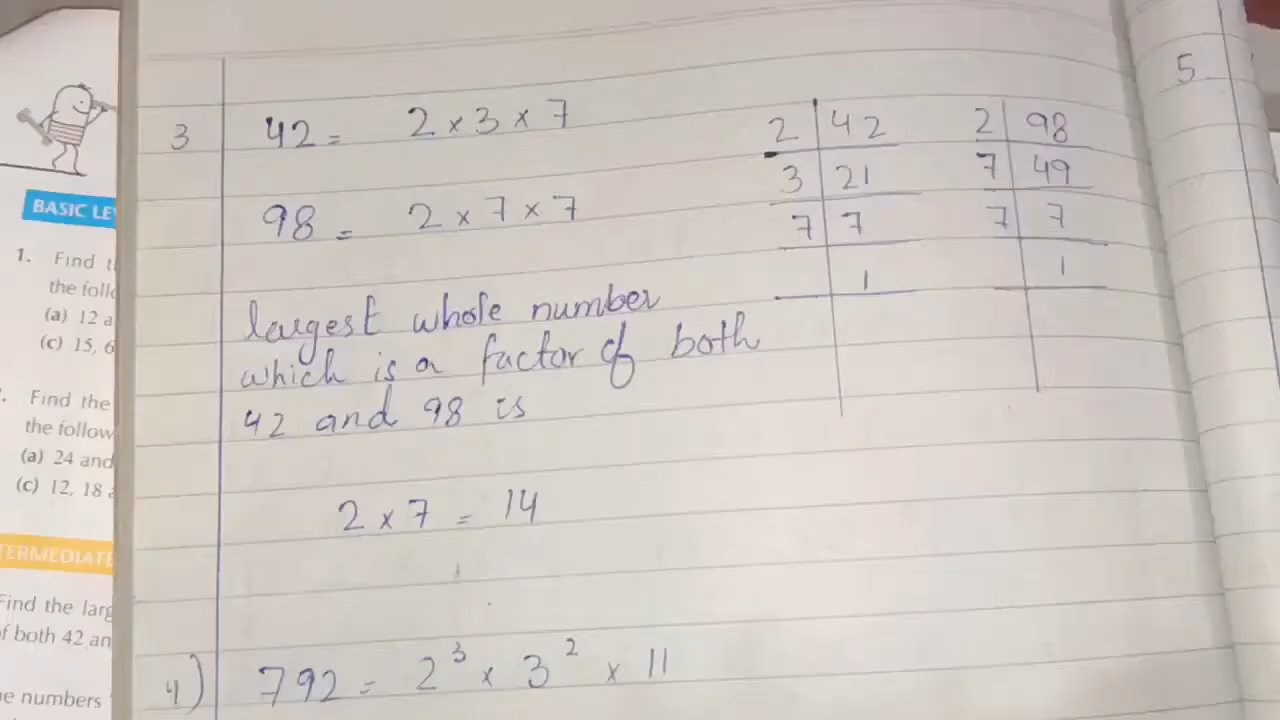 3
42 = 2 × 3 × 7
98 = 2 × 7 × 7
largest whole number
which is a factor of both
42 and 98 is
2 × 7 = 14
4) 792 = 2³ × 3² × 11
2 | 42
3 | 21
7 | 7
1
2 | 98
7 | 49
7 | 7
1
5
BASIC LE
1. Find t
the foll
(a) 12 a
(c) 15, 6
. Find the
the follow
(a) 24 and
(c) 12, 18
TERMEDIATE
Find the larg
of both 42 an
e numbers